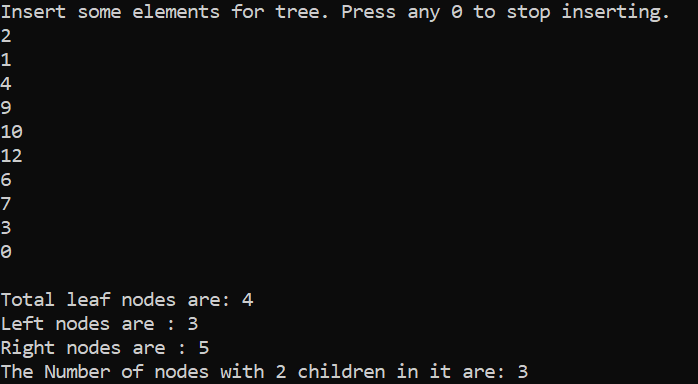 Insert some elements for tree. Press any 0 to stop inserting.
2
1
4
9
10
12
6
7
3
0
Total leaf nodes are: 4
Left nodes are : 3
Right nodes are : 5
The Number of nodes with 2 children in it are: 3